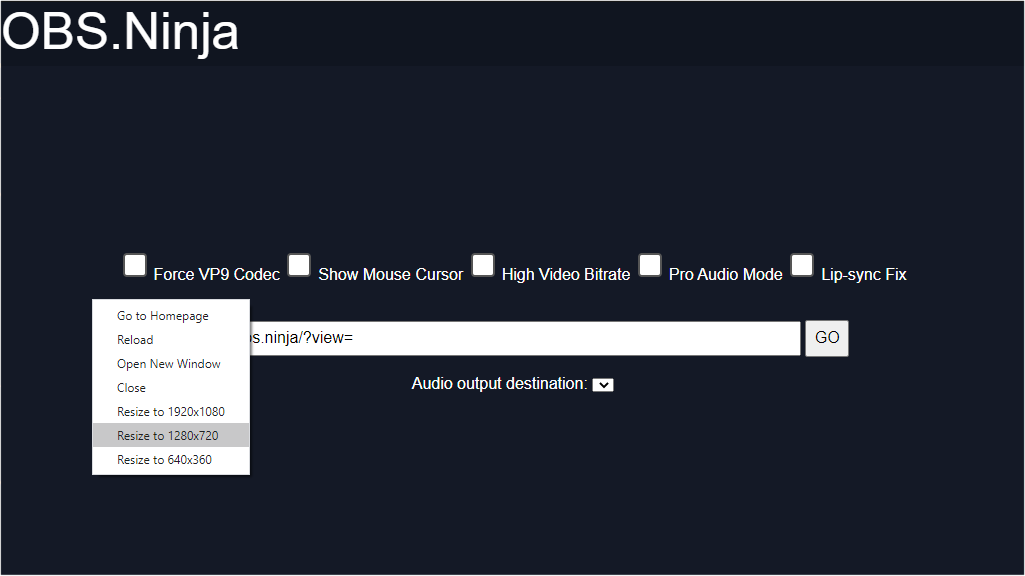 OBS.Ninja
Force VP9 Codec Show Mouse Cursor High Video Bitrate Pro Audio Mode Lip-sync Fix
Go to Homepage
Reload
Open New Window
Close
Resize to 1920x1080
Resize to 1280x720
Resize to 640x360
s.ninja/?view=
GO
Audio output destination: